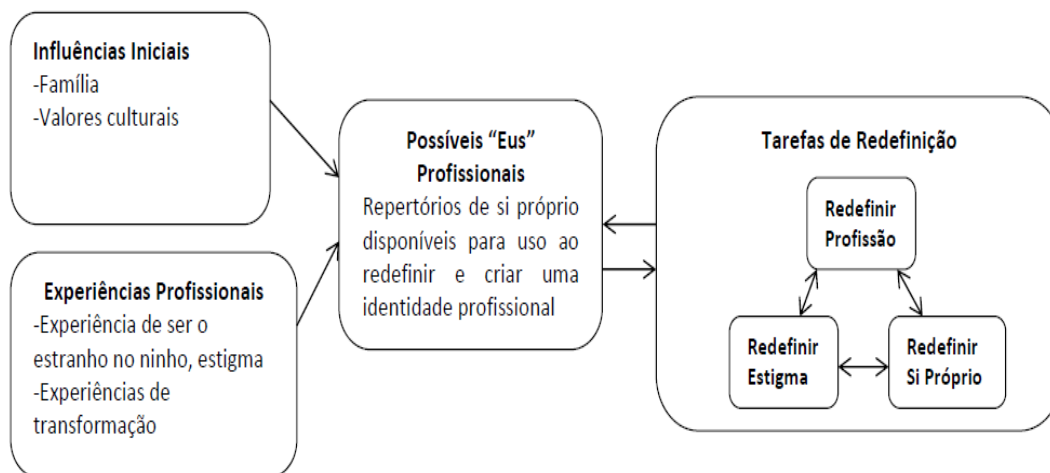 Influências Iniciais
-Família
-Valores culturais
Experiências Profissionais
-Experiência de ser o
estranho no ninho, estigma
-Experiências de
transformação
Possíveis “Eus”
Profissionais
Repertórios de si próprio
disponíveis para uso ao
redefinir e criar uma
identidade profissional
Tarefas de Redefinição
Redefinir
Profissão
Redefinir
Estigma
Redefinir
Si Próprio